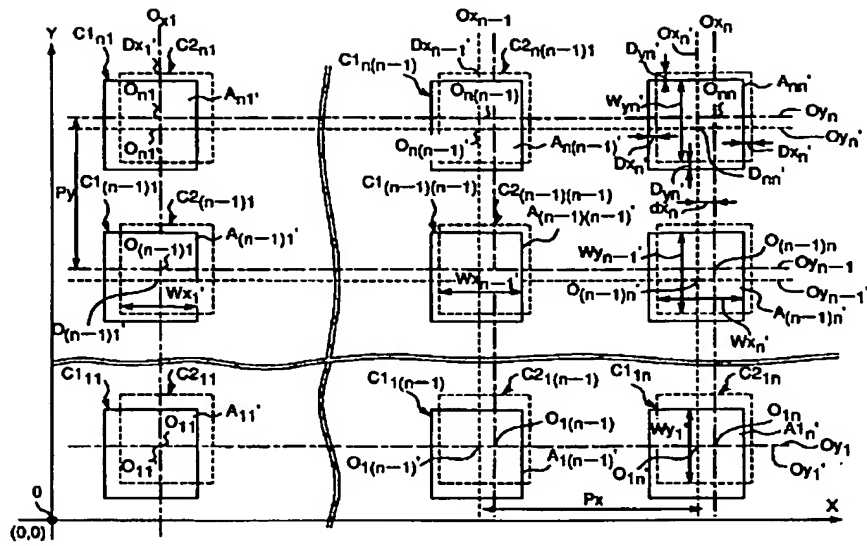 Ox1 Oxn−1 Oxn
Oxn'
Y C1n1 Dx1' C2n1 Dxn−1' C2n(n−1)1 Dyn'
C1n(n−1) Ann'
On1 An1' On(n−1) Wyn' Onn Oyn
On1 On(n−1)' An(n−1)' Dxn' Oyn'
Dxn' Dnn'
C1(n−1)1 C2(n−1)1 C1(n−1)(n−1) C2(n−1)(n−1) Dyn'
dxn
Py A(n−1)1' A(n−1)(n−1)' O(n−1)n
O(n−1)1 Wyn−1' Oyn−1
Wx1' Wxn−1' O(n−1)n' Oyn−1'
O(n−1)1' A(n−1)n'
Wxn'
C111 C211 C11(n−1) C21(n−1) C11n C21n
A11' O1n
O11 O1(n−1) Wy1' A1n'
Oy1
O11' O1(n−1)' A1(n−1)' O1n' Oy1'
0 Px
(0,0) X